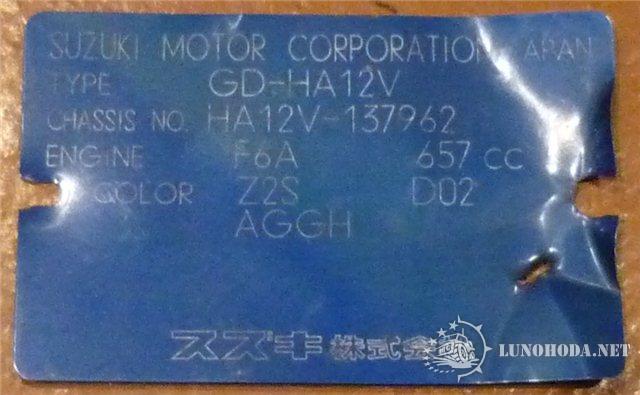 SUZUKI MOTOR CORPORATION JAPAN
TYPE GD-HA12V
CHASSIS NO. HA12V-137962
ENGINE F6A 657 CC
COLOR Z2S D02
AGGH
スズキ株式会
LUNOHODA.NET